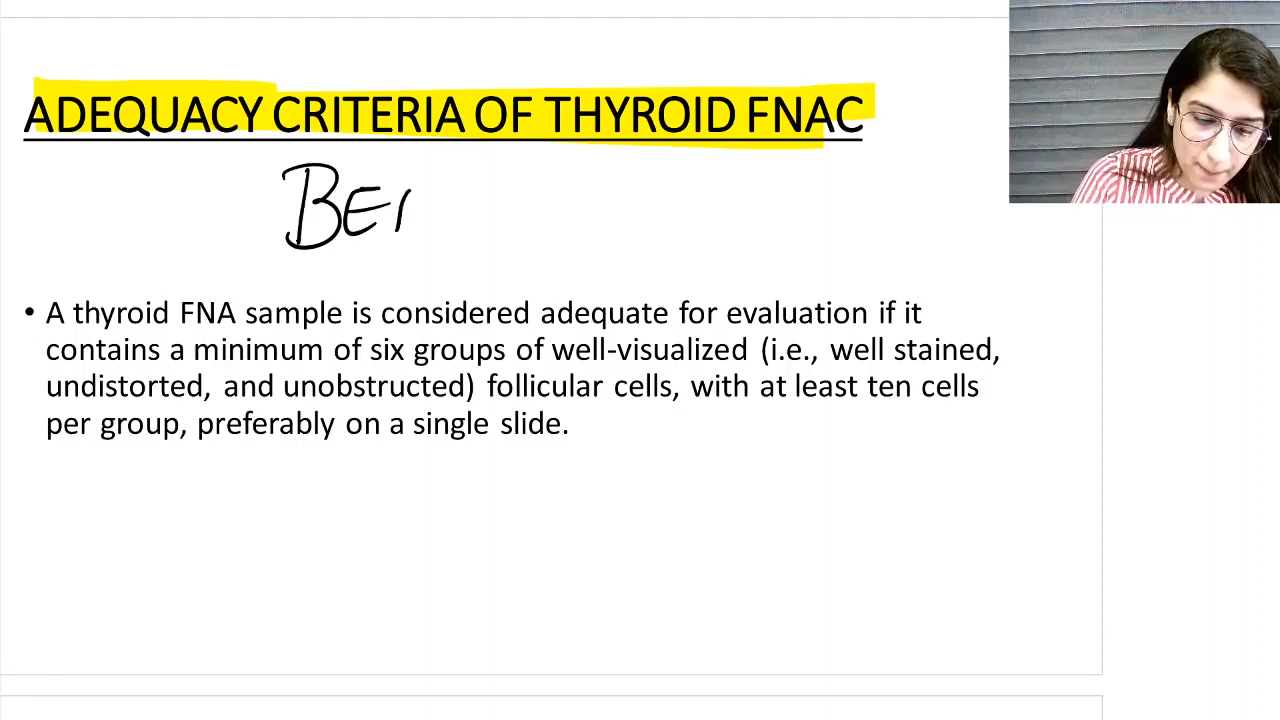 ADEQUACY CRITERIA OF THYROID FNAC
BE
• A thyroid FNA sample is considered adequate for evaluation if it
contains a minimum of six groups of well-visualized (i.e., well stained,
undistorted, and unobstructed) follicular cells, with at least ten cells
per group, preferably on a single slide.